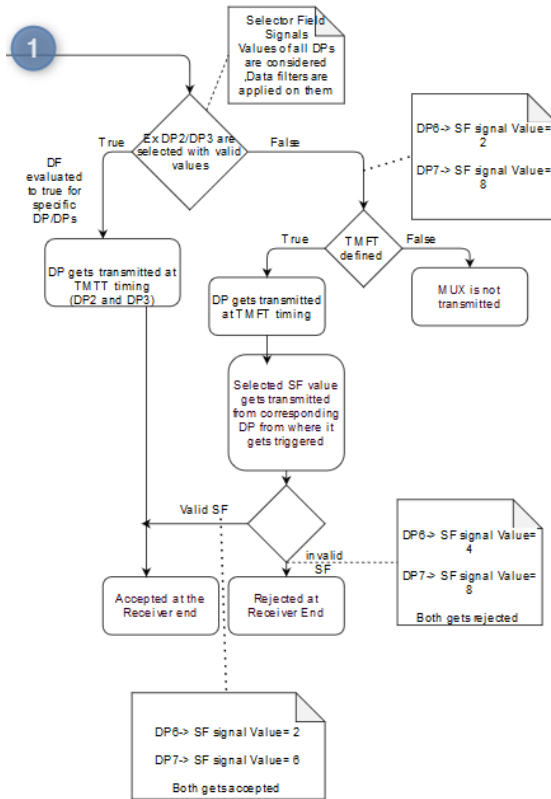 1
Selector Field
Signals
Values of all DPs
are considered
,Data filters are
applied on them
True
Ex DP2/DP3 are
selected with valid
values
False
DP6-> SF signal Value=
2
DP7-> SF signal Value=
8
DF
evaluated
to true for
specific
DP/DPs
True
TMFT
defined
False
DP gets transmitted at
TMTT timing
(DP2 and DP3)
DP gets transmitted
at TMFT timing
MUX is not
transmitted
Selected SF value
gets transmitted
from corresponding
DP from where it
gets triggered
Valid SF
invalid
SF
DP6-> SF signal Value=
4
DP7-> SF signal Value=
8
Both gets rejected
Accepted at the
Receiver end
Rejected at
Receiver End
DP6-> SF signal Value= 2
DP7-> SF signal Value= 6
Both gets accepted